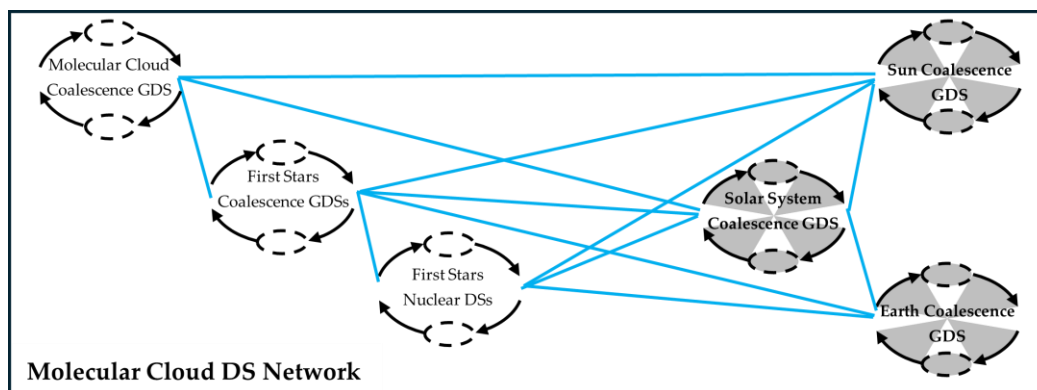 Molecular Cloud
Coalescence GDS
Sun Coalescence
GDS
First Stars
Coalescence GDSs
Solar System
Coalescence GDS
First Stars
Nuclear DSs
Earth Coalescence
GDS
Molecular Cloud DS Network